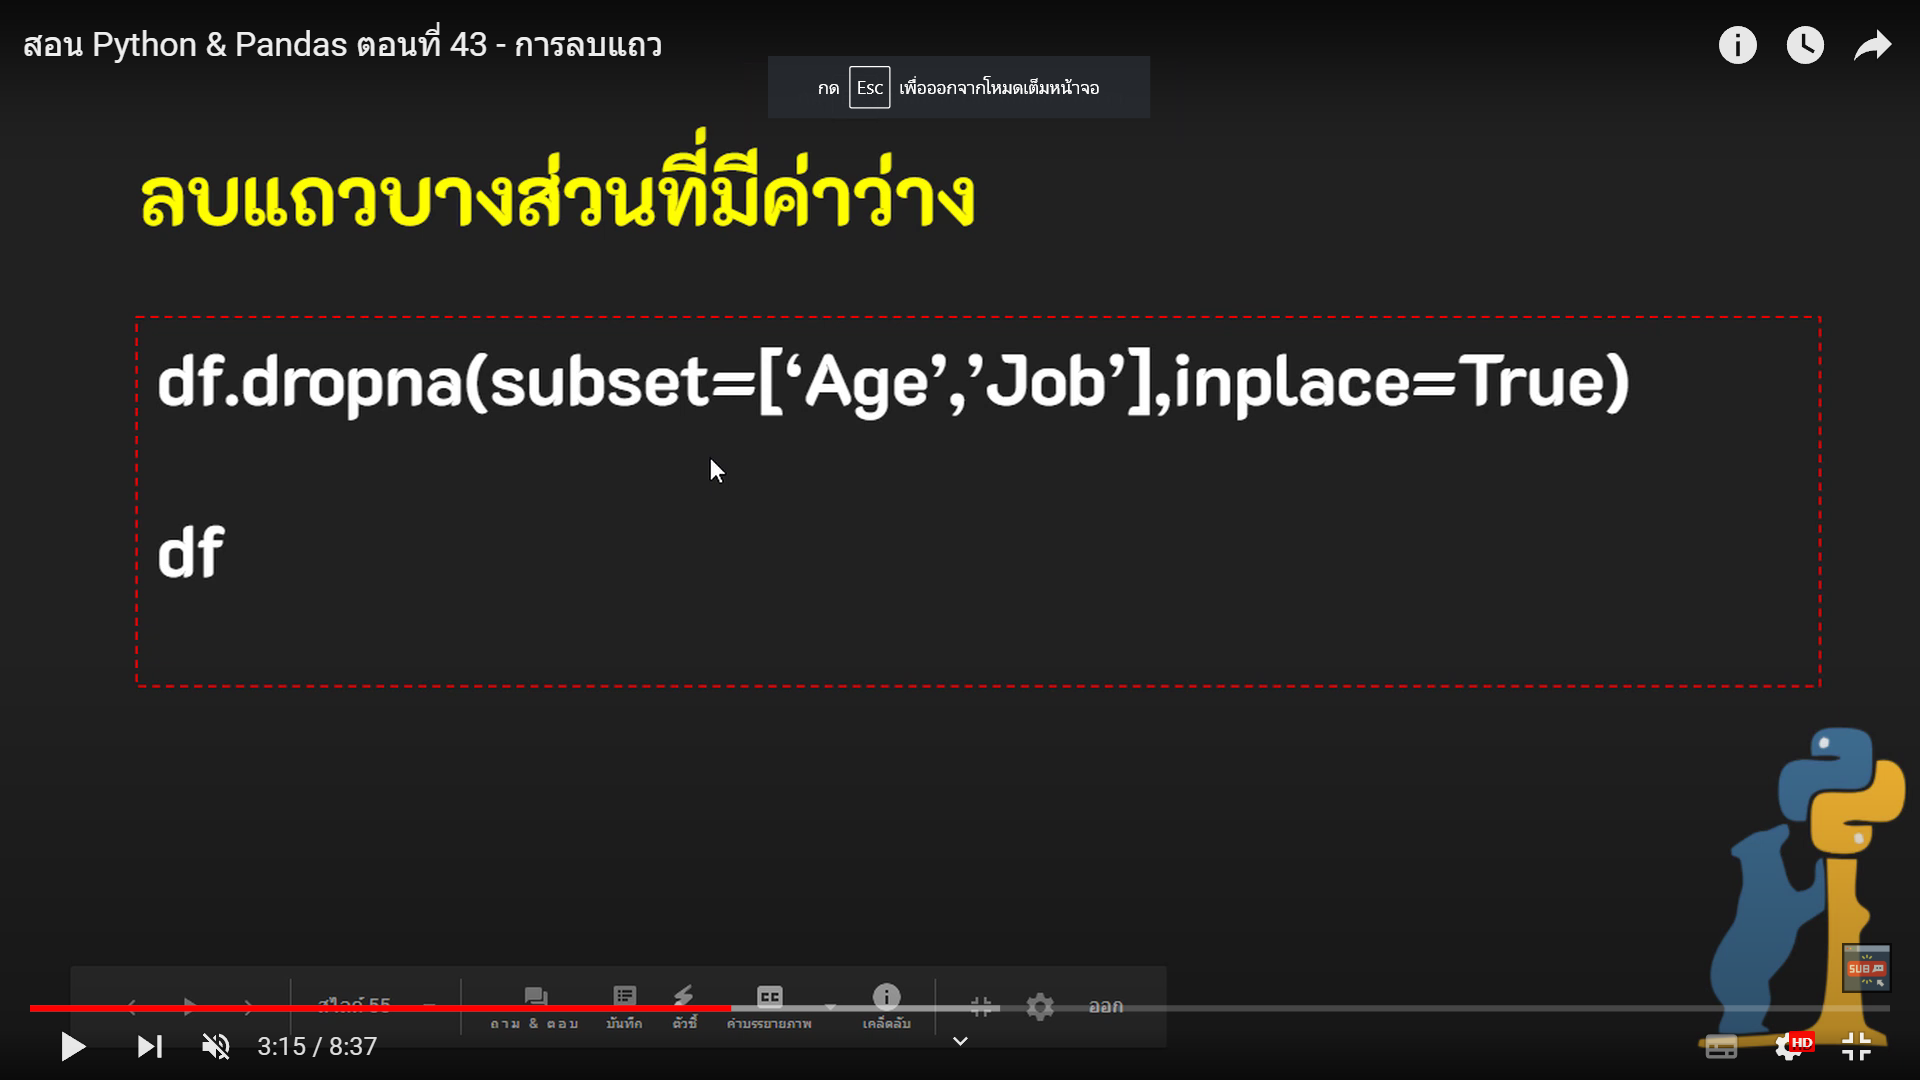 สอน Python & Pandas ตอนที่ 43 - การลบแถว
กด Esc เพื่อออกจากโหมดเต็มหน้าจอ
ลบแถวบางส่วนที่มีค่าว่าง
df.dropna(subset=[‘Age’,’Job’],inplace=True)
df
สไลด์ 55
ถาม & ตอบ
บันทึก
ตัวชี้
CC
คำบรรยายภาพ
เคล็ดลับ
ออก
SUB
3:15 / 8:37
HD